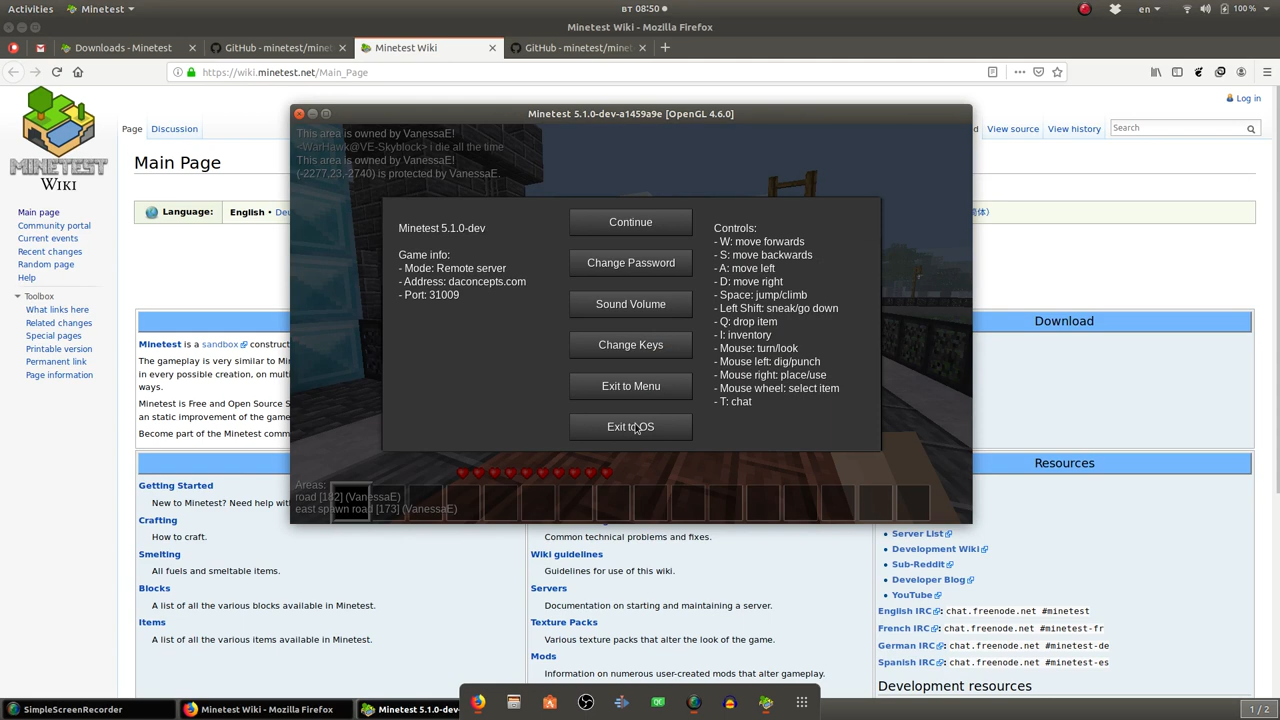 Activities
Minetest
вт 08:50
en
100 %
Minetest Wiki - Mozilla Firefox
Downloads - Minetest
GitHub - minetest/mine
Minetest Wiki
GitHub - minetest/mine
https://wiki.minetest.net/Main_Page
Log in
MINETEST
WIKI
Page
Discussion
View source
View history
Search
Main Page
Language:
English •
Main page
Community portal
Current events
Recent changes
Random page
Help
Toolbox
What links here
Related changes
Special pages
Printable version
Permanent link
Page information
Minetest is a sandbox construct
The gameplay is very similar to Mi
in every possible creation, on mult
ways.
Minetest is Free and Open Source S
an static improvement of the game
Become part of the Minetest comm
Minetest 5.1.0-dev-a1459a9e [OpenGL 4.6.0]
This area is owned by VanessaE!
<WarHawk@VE-Skyblock> i die all the time
This area is owned by VanessaE!
(-2277,23,-2740) is protected by VanessaE.
Minetest 5.1.0-dev
Game info:
- Mode: Remote server
- Address: daconcepts.com
- Port: 31009
Continue
Change Password
Sound Volume
Change Keys
Exit to Menu
Exit to OS
Controls:
- W: move forwards
- S: move backwards
- A: move left
- D: move right
- Space: jump/climb
- Left Shift: sneak/go down
- Q: drop item
- I: inventory
- Mouse: turn/look
- Mouse left: dig/punch
- Mouse right: place/use
- Mouse wheel: select item
- T: chat
Areas:
road [182] (VanessaE)
east spawn road [173] (VanessaE)
Download
Getting Started
New to Minetest? Need help wit
Crafting
How to craft.
Smelting
All fuels and smeltable items.
Blocks
A list of all the various blocks available in Minetest.
Items
A list of all the various items available in Minetest.
Common technical problems and fixes.
Wiki guidelines
Guidelines for use of this wiki.
Servers
Documentation on starting and maintaining a server.
Texture Packs
Various texture packs that alter the look of the game.
Mods
Information on numerous user-created mods that alter gameplay.
Resources
Server List
Development Wiki
Sub-Reddit
Developer Blog
YouTube
English IRC: chat.freenode.net #minetest
French IRC: chat.freenode.net #minetest-fr
German IRC: chat.freenode.net #minetest-de
Spanish IRC: chat.freenode.net #minetest-es
Development resources
SimpleScreenRecorder
Minetest Wiki - Mozilla Firefox
Minetest 5.1.0-dev-
1 / 2